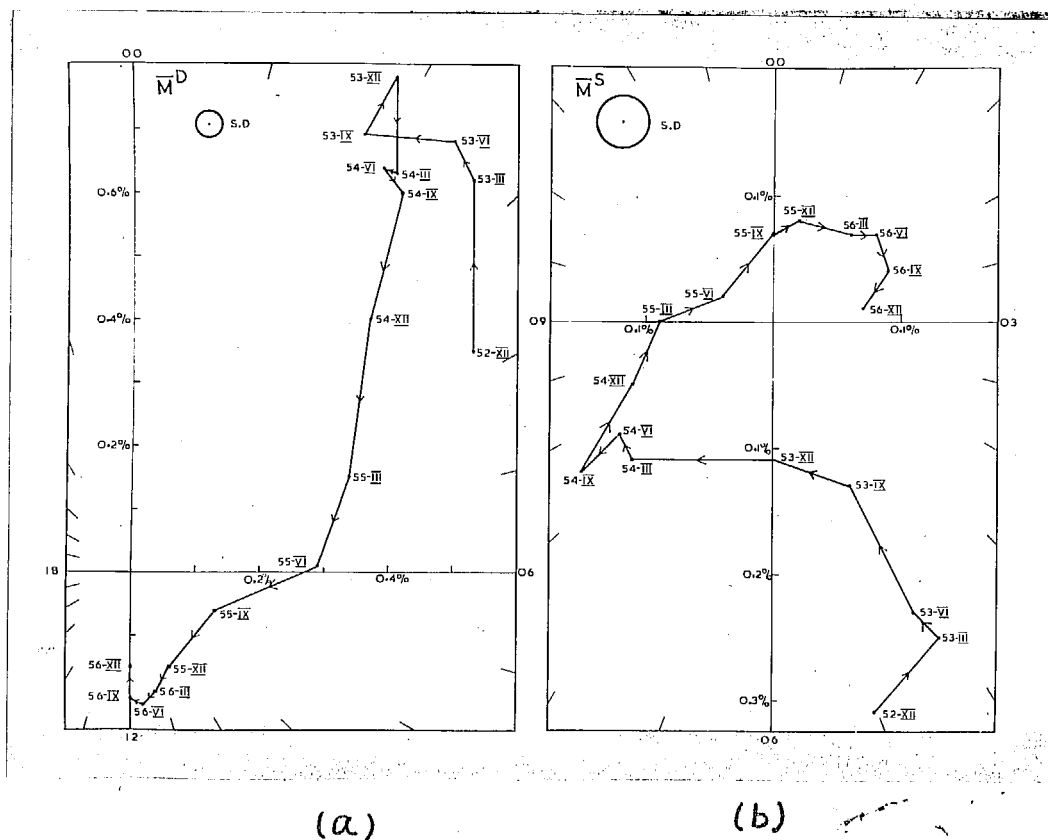 00
M̅ᴰ
S.D
53-XII
53-IX
53-VI
54-VI
54-III
53-III
0.6%
54-IX
0.4%
54-XII
52-XII
0.2%
55-III
55-VI
18
0.2%
0.4%
06
55-IX
56-XII
55-XII
56-IX
56-III
56-VI
12
(a)
00
M̅ˢ
S.D
0.1%
55-XII
56-III
56-VI
55-IX
56-IX
55-VI
55-III
56-XII
09
0.1%
0.1%
03
54-XII
54-VI
0.1%
53-XII
54-III
54-IX
53-IX
0.2%
53-VI
53-III
0.3%
52-XII
06
(b)